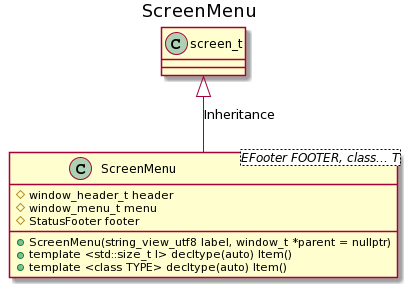 ScreenMenu
C screen_t
Inheritance
C ScreenMenu
EFooter FOOTER, class... T
window_header_t header
window_menu_t menu
StatusFooter footer
ScreenMenu(string_view_utf8 label, window_t *parent = nullptr)
template <std::size_t I> decltype(auto) Item()
template <class TYPE> decltype(auto) Item()